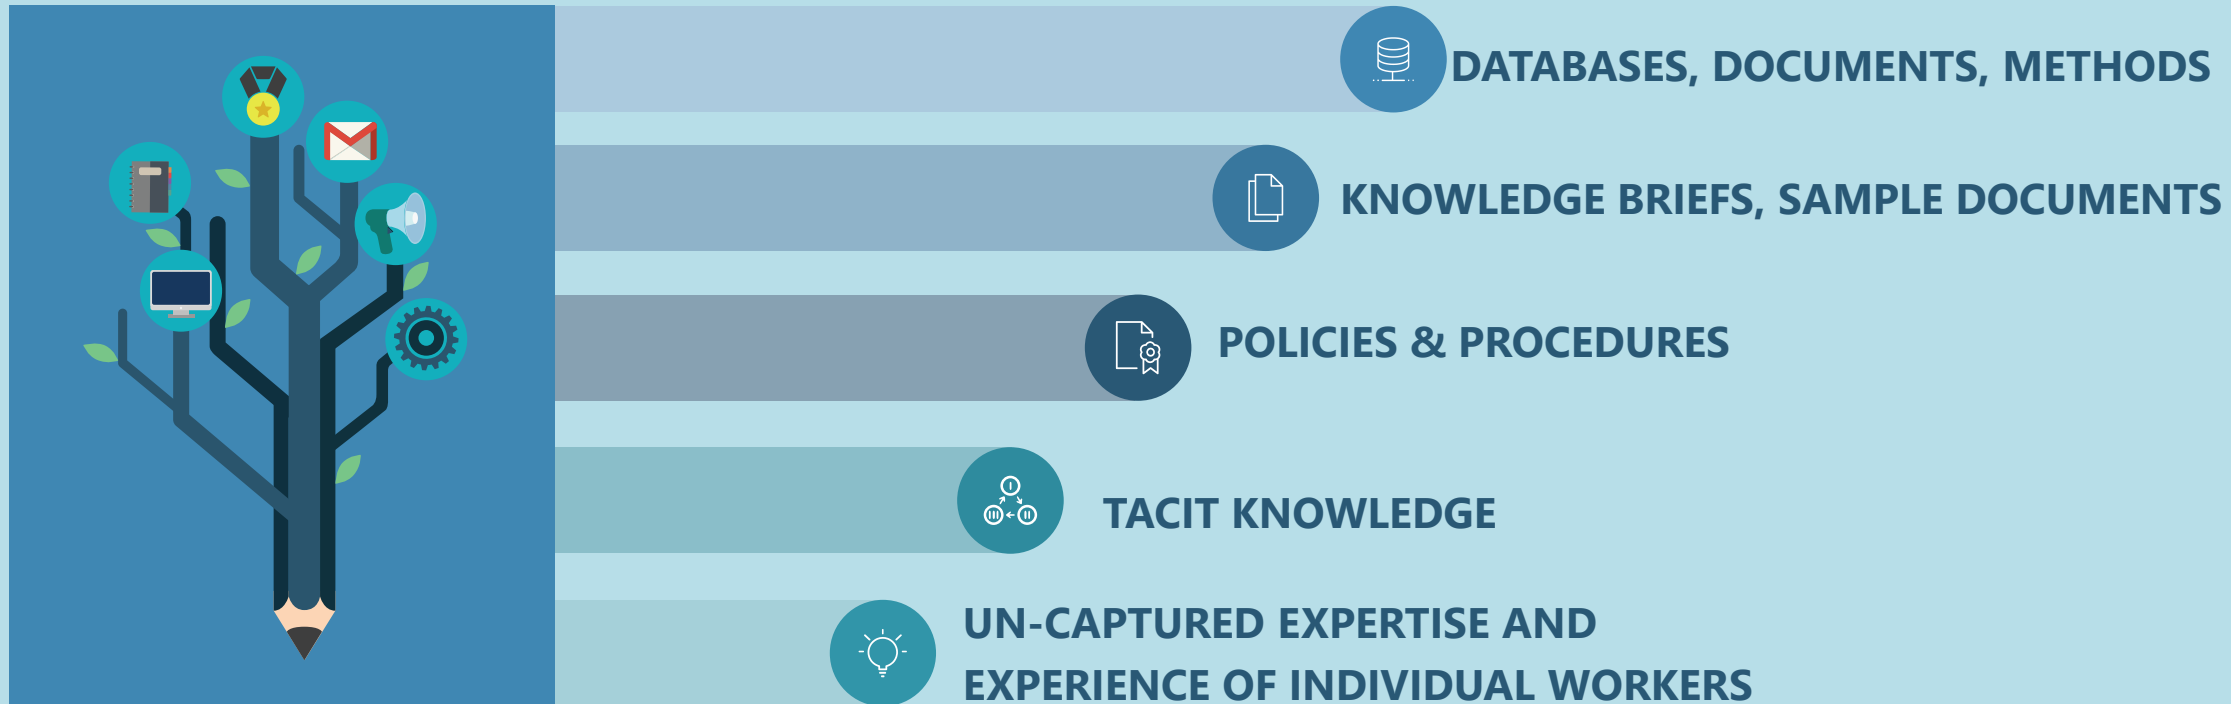 DATABASES, DOCUMENTS, METHODS
KNOWLEDGE BRIEFS, SAMPLE DOCUMENTS
POLICIES & PROCEDURES
TACIT KNOWLEDGE
UN-CAPTURED EXPERTISE AND
EXPERIENCE OF INDIVIDUAL WORKERS